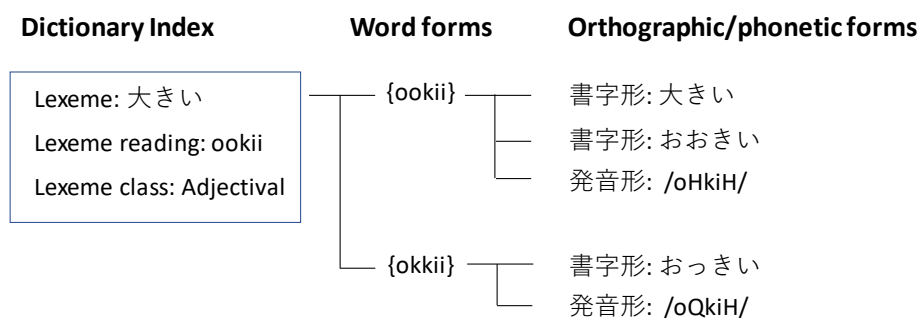 Dictionary Index Word forms Orthographic/phonetic forms
Lexeme: 大きい {ookii} 書字形: 大きい
Lexeme reading: ookii 書字形: おおきい
Lexeme class: Adjectival 発音形: /oHkiH/
{okkii} 書字形: おっきい
発音形: /oQkiH/